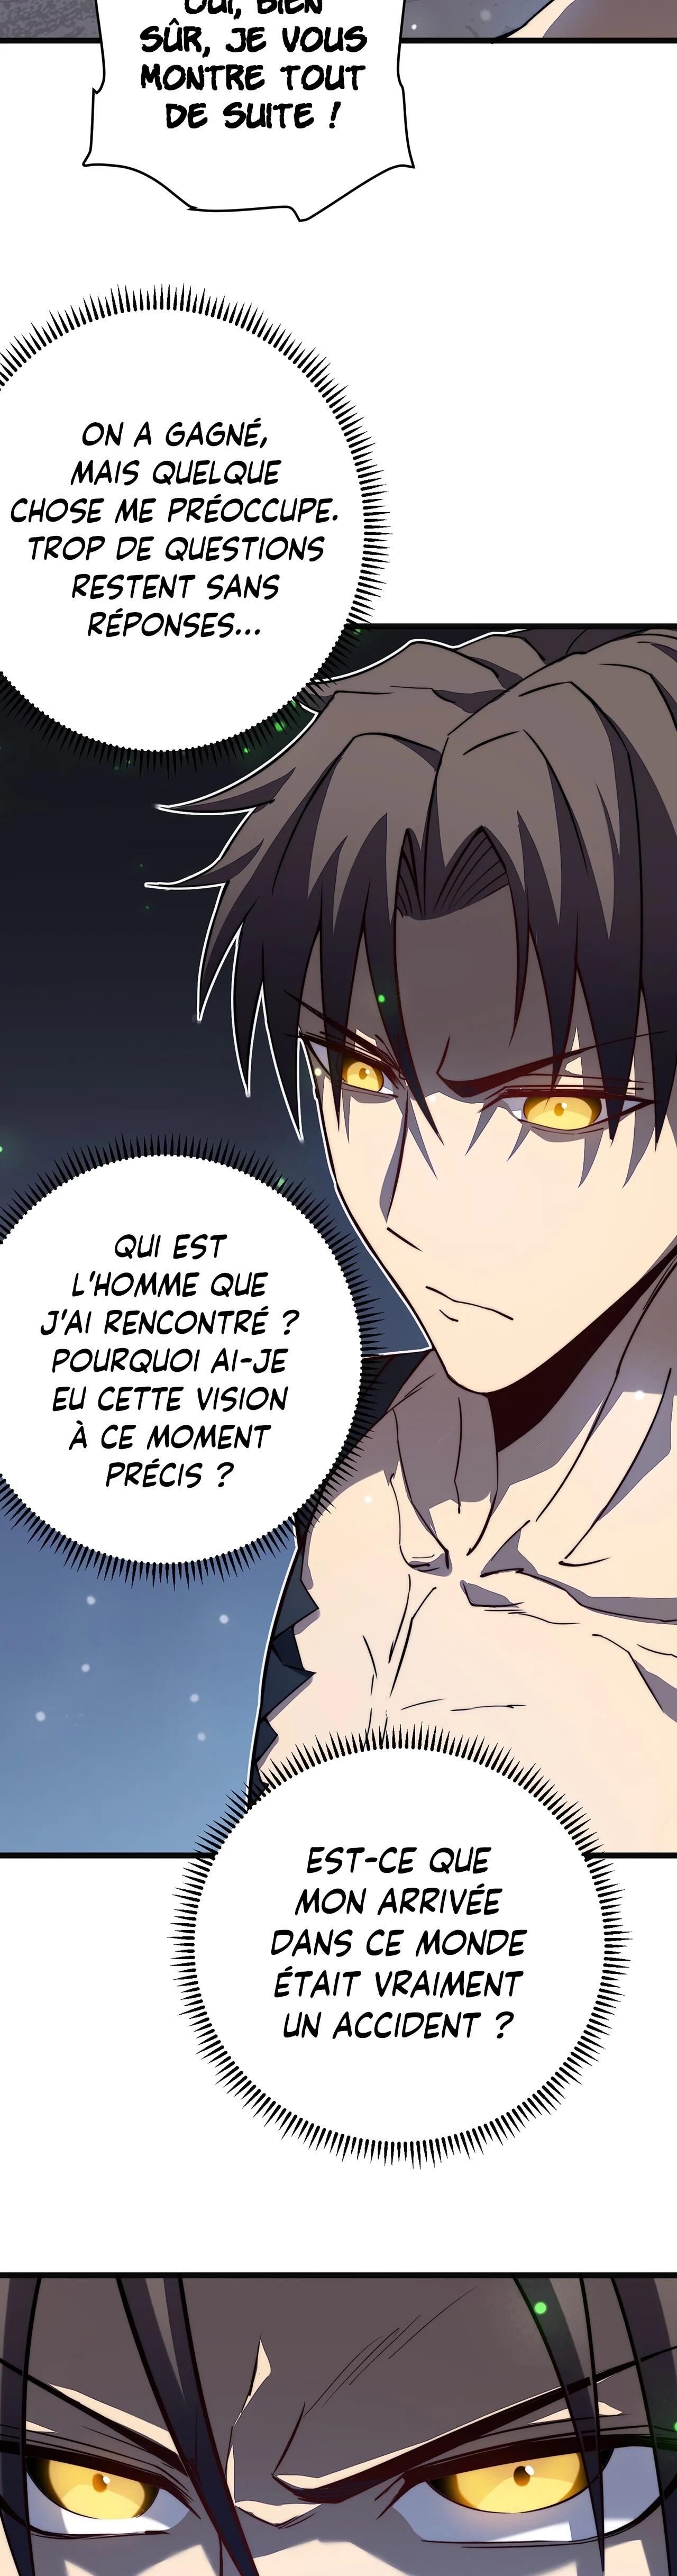 OUI, BIEN
SÛR, JE VOUS
MONTRE TOUT
DE SUITE !
ON A GAGNÉ,
MAIS QUELQUE
CHOSE ME PRÉOCCUPE.
TROP DE QUESTIONS
RESTENT SANS
RÉPONSES...
QUI EST
L'HOMME QUE
J'AI RENCONTRÉ ?
POURQUOI AI-JE
EU CETTE VISION
À CE MOMENT
PRÉCIS ?
EST-CE QUE
MON ARRIVÉE
DANS CE MONDE
ÉTAIT VRAIMENT
UN ACCIDENT ?